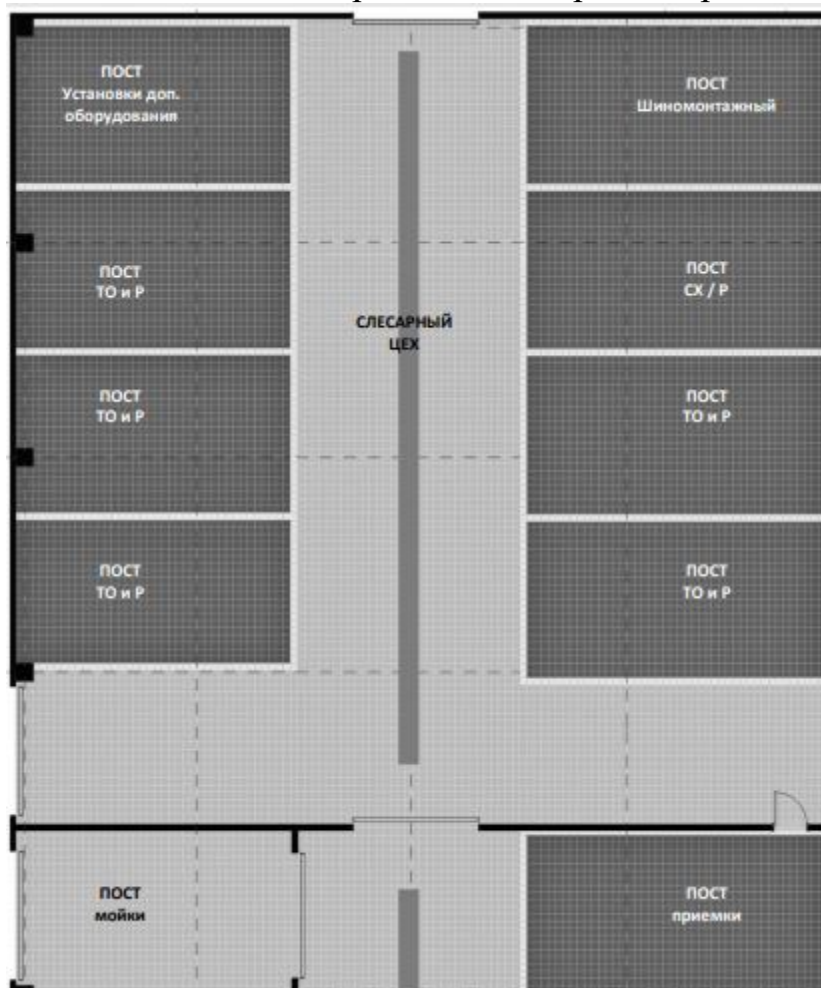 ПОСТ
Установки доп.
оборудования
ПОСТ
Шиномонтажный
ПОСТ
ТО и Р
ПОСТ
СХ / Р
СЛЕСАРНЫЙ
ЦЕХ
ПОСТ
ТО и Р
ПОСТ
ТО и Р
ПОСТ
ТО и Р
ПОСТ
ТО и Р
ПОСТ
мойки
ПОСТ
приемки